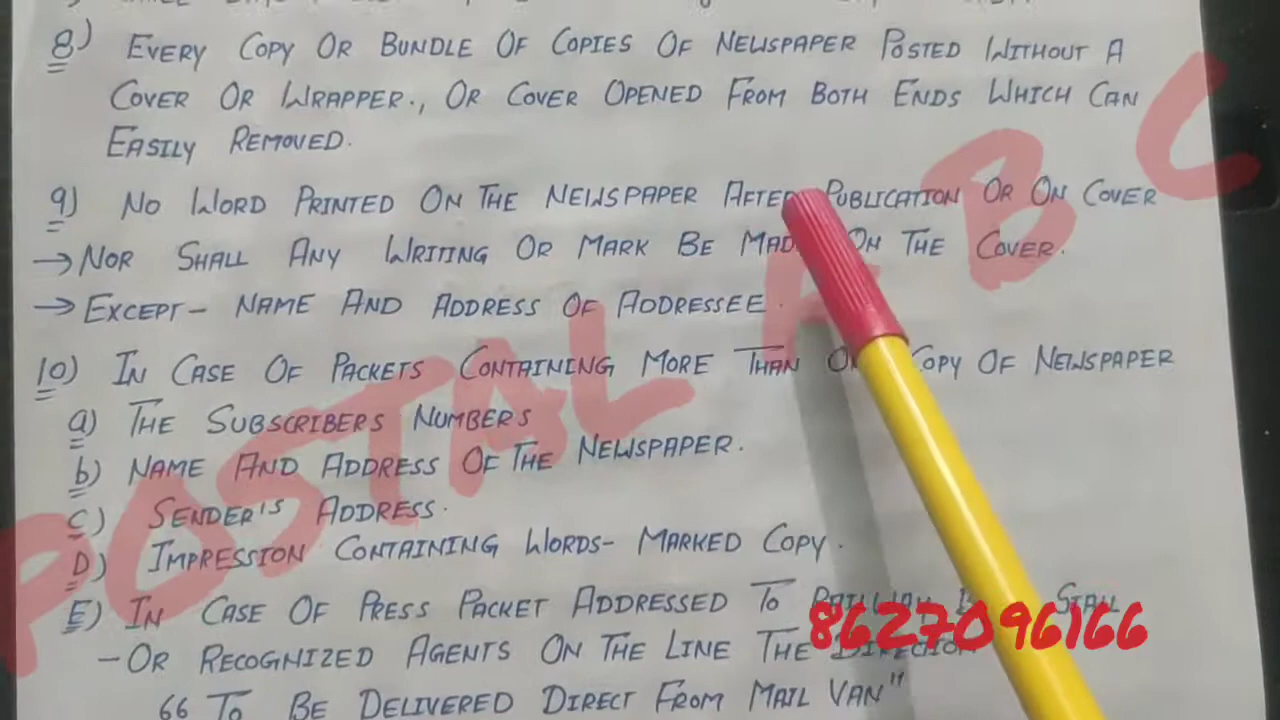 8) EVERY COPY OR BUNDLE OF COPIES OF NEWSPAPER POSTED WITHOUT A
COVER OR WRAPPER., OR COVER OPENED FROM BOTH ENDS WHICH CAN
EASILY REMOVED.
9) NO WORD PRINTED ON THE NEWSPAPER AFTER PUBLICATION OR ON COVER
→ NOR SHALL ANY WRITING OR MARK BE MADE ON THE COVER.
→ EXCEPT - NAME AND ADDRESS OF ADDRESSEE.
10) IN CASE OF PACKETS CONTAINING MORE THAN ONE COPY OF NEWSPAPER
a) THE SUBSCRIBERS NUMBERS
b) NAME AND ADDRESS OF THE NEWSPAPER.
C) SENDER'S ADDRESS.
D) IMPRESSION CONTAINING WORDS- MARKED COPY.
E) IN CASE OF PRESS PACKET ADDRESSED TO RAILWAY STALL
- OR RECOGNIZED AGENTS ON THE LINE THE DIRECTION
66 TO BE DELIVERED DIRECT FROM MAIL VAN"
POSTAL ABC
8627096166